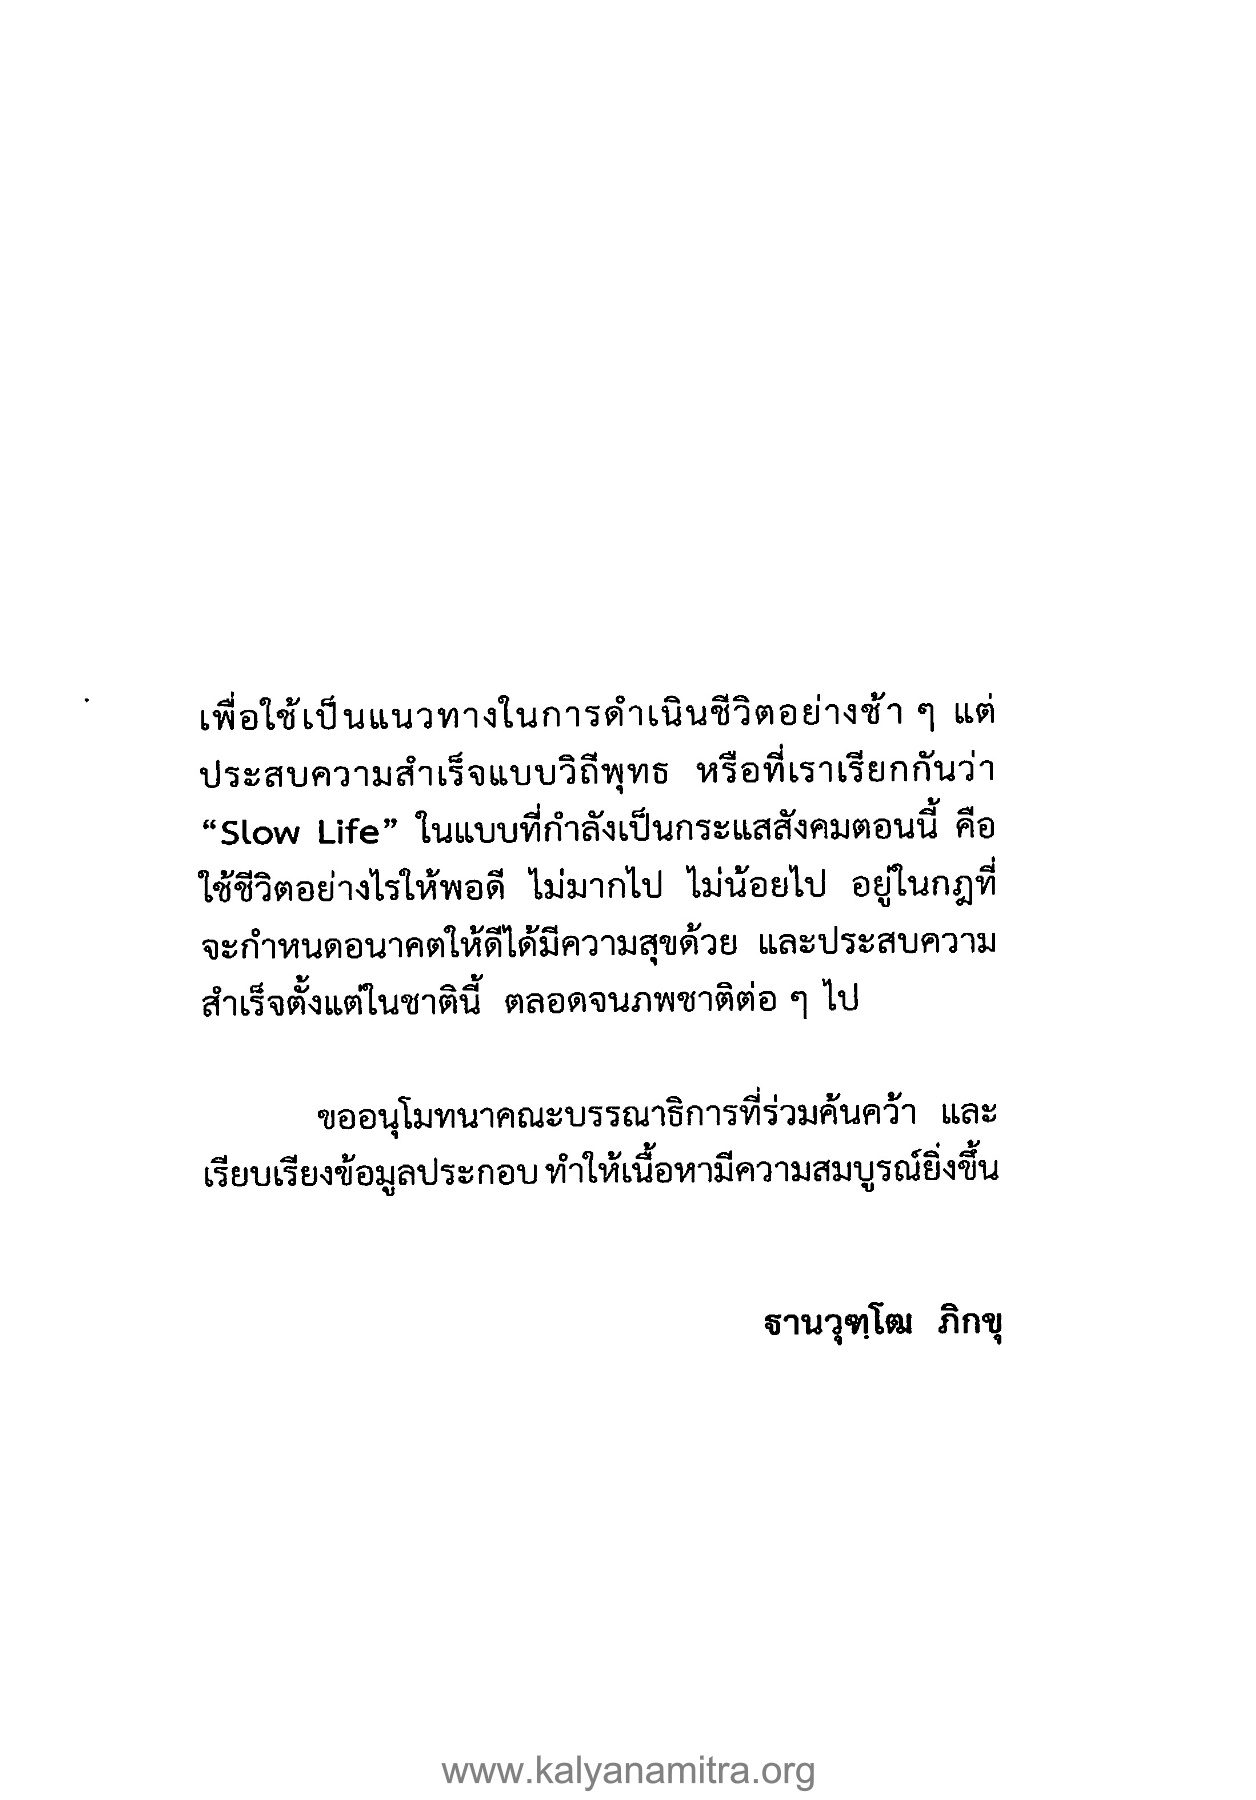 เพื่อใช้เป็นแนวทางในการดำเนินชีวิตอย่างช้า ๆ แต่
ประสบความสำเร็จแบบวิถีพุทธ หรือที่เราเรียกกันว่า
“Slow Life” ในแบบที่กำลังเป็นกระแสสังคมตอนนี้ คือ
ใช้ชีวิตอย่างไรให้พอดี ไม่มากไป ไม่น้อยไป อยู่ในกฎที่
จะกำหนดอนาคตให้ดีได้มีความสุขด้วย และประสบความ
สำเร็จตั้งแต่ในชาตินี้ ตลอดจนภพชาติต่อ ๆ ไป
ขออนุโมทนาคณะบรรณาธิการที่ร่วมค้นคว้า และ
เรียบเรียงข้อมูลประกอบ ทำให้เนื้อหามีความสมบูรณ์ยิ่งขึ้น
ฐานวุฑฺโฒ ภิกขุ
www.kalyanamitra.org